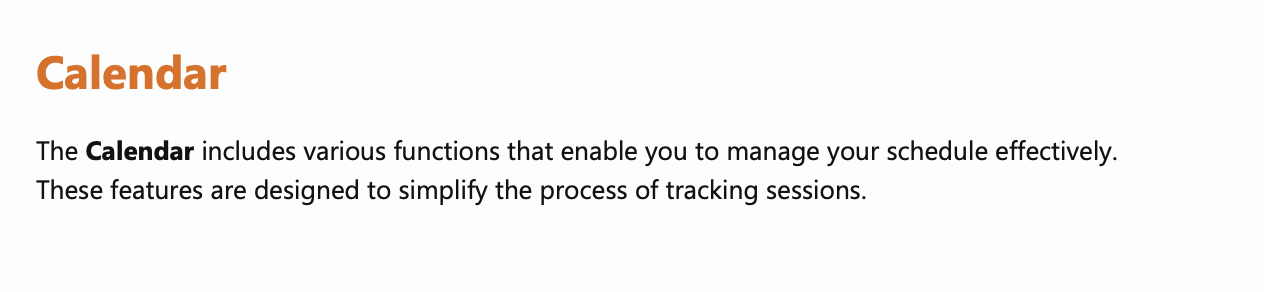 Calendar
The Calendar includes various functions that enable you to manage your schedule effectively.
These features are designed to simplify the process of tracking sessions.